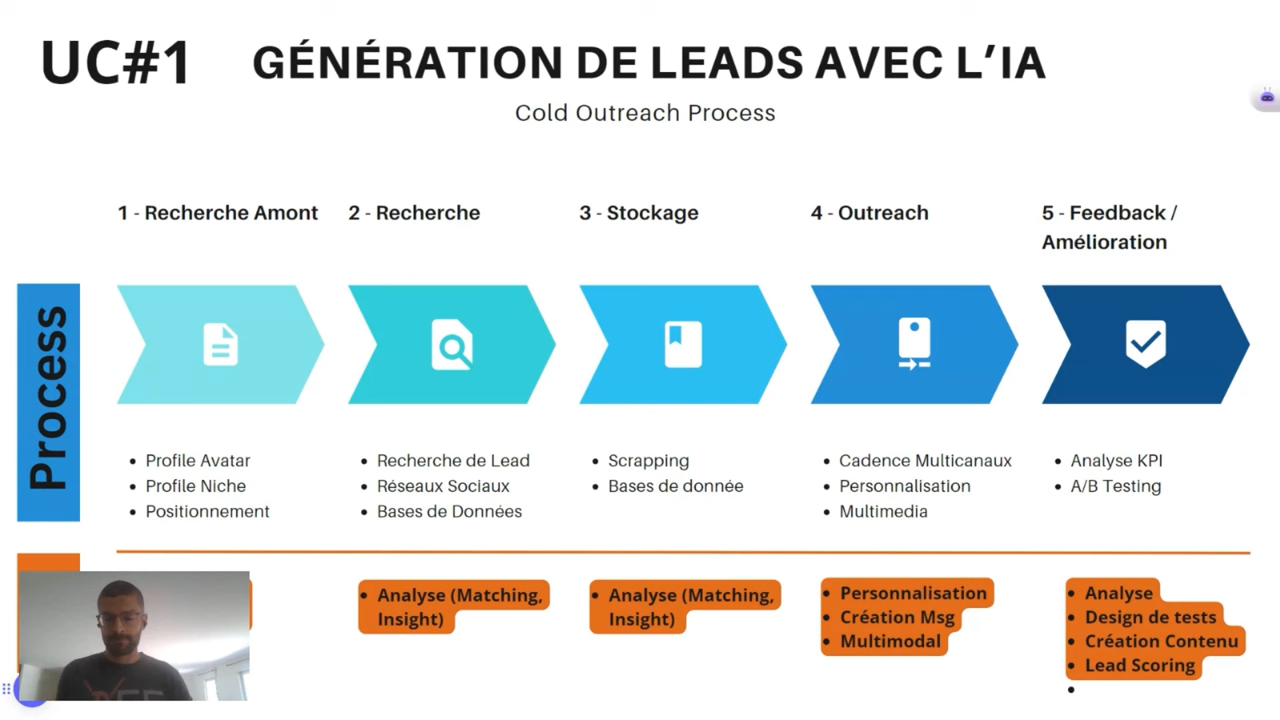 UC#1
GÉNÉRATION DE LEADS AVEC L'IA
Cold Outreach Process
1 - Recherche Amont
2 - Recherche
3 - Stockage
4 - Outreach
5 - Feedback /
Amélioration
Process
• Profile Avatar
• Profile Niche
• Positionnement
• Recherche de Lead
• Réseaux Sociaux
• Bases de Données
• Scrapping
• Bases de donnée
• Cadence Multicanaux
• Personnalisation
• Multimedia
• Analyse KPI
• A/B Testing
• Analyse (Matching,
Insight)
• Analyse (Matching,
Insight)
• Personnalisation
• Création Msg
• Multimodal
• Analyse
• Design de tests
• Création Contenu
• Lead Scoring
•